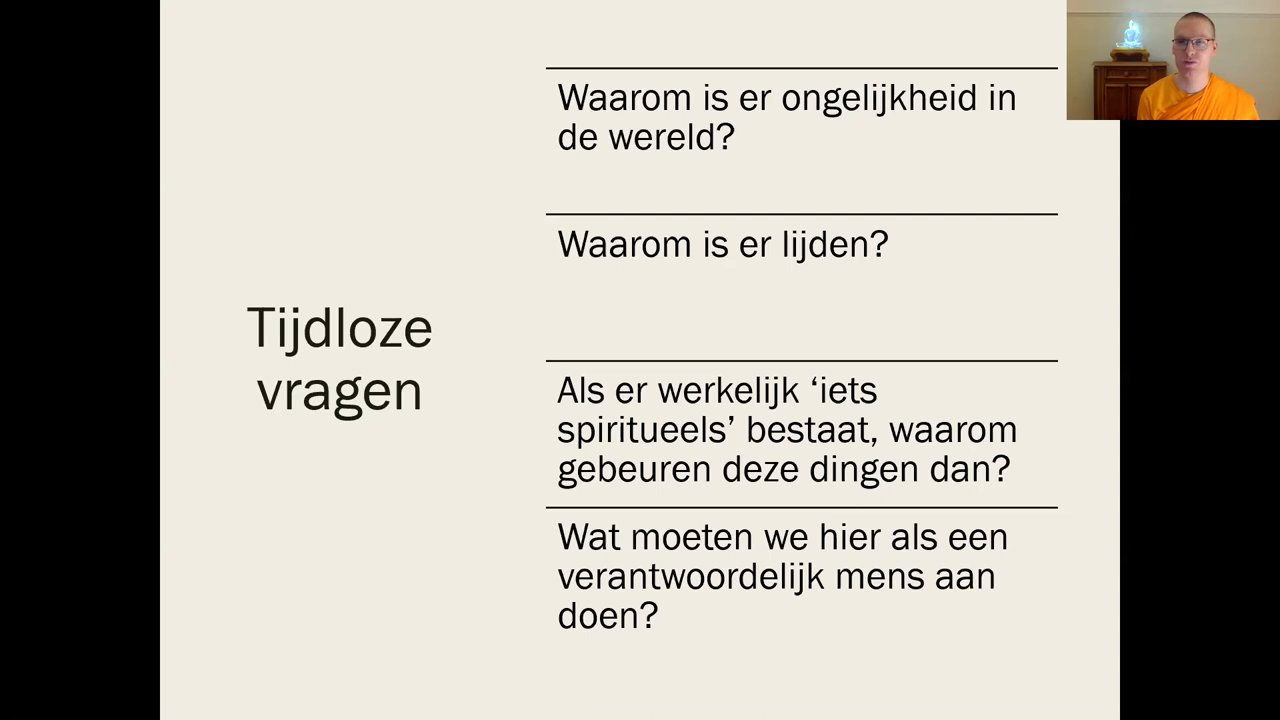 Tijdloze
vragen
Waarom is er ongelijkheid in
de wereld?
Waarom is er lijden?
Als er werkelijk ‘iets
spiritueels’ bestaat, waarom
gebeuren deze dingen dan?
Wat moeten we hier als een
verantwoordelijk mens aan
doen?